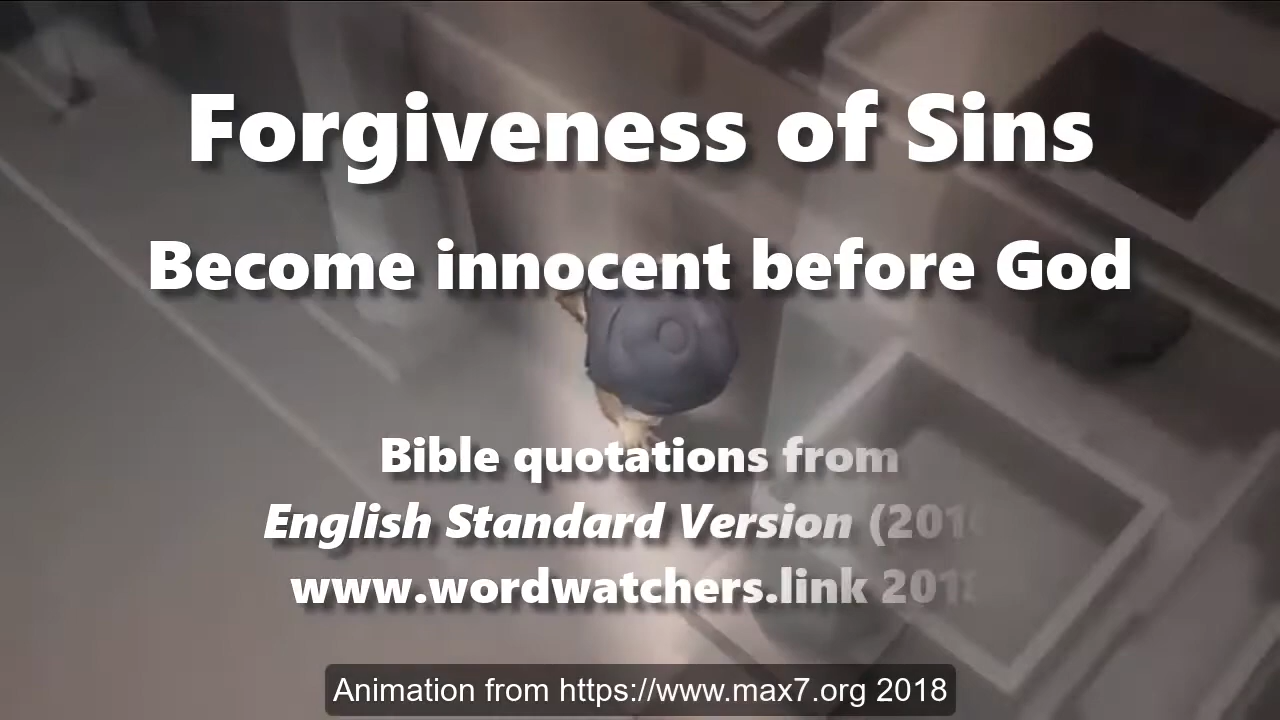 Forgiveness of Sins
Become innocent before God
Bible quotations from
English Standard Version
www.wordwatchers.link
Animation from https://www.max7.org 2018